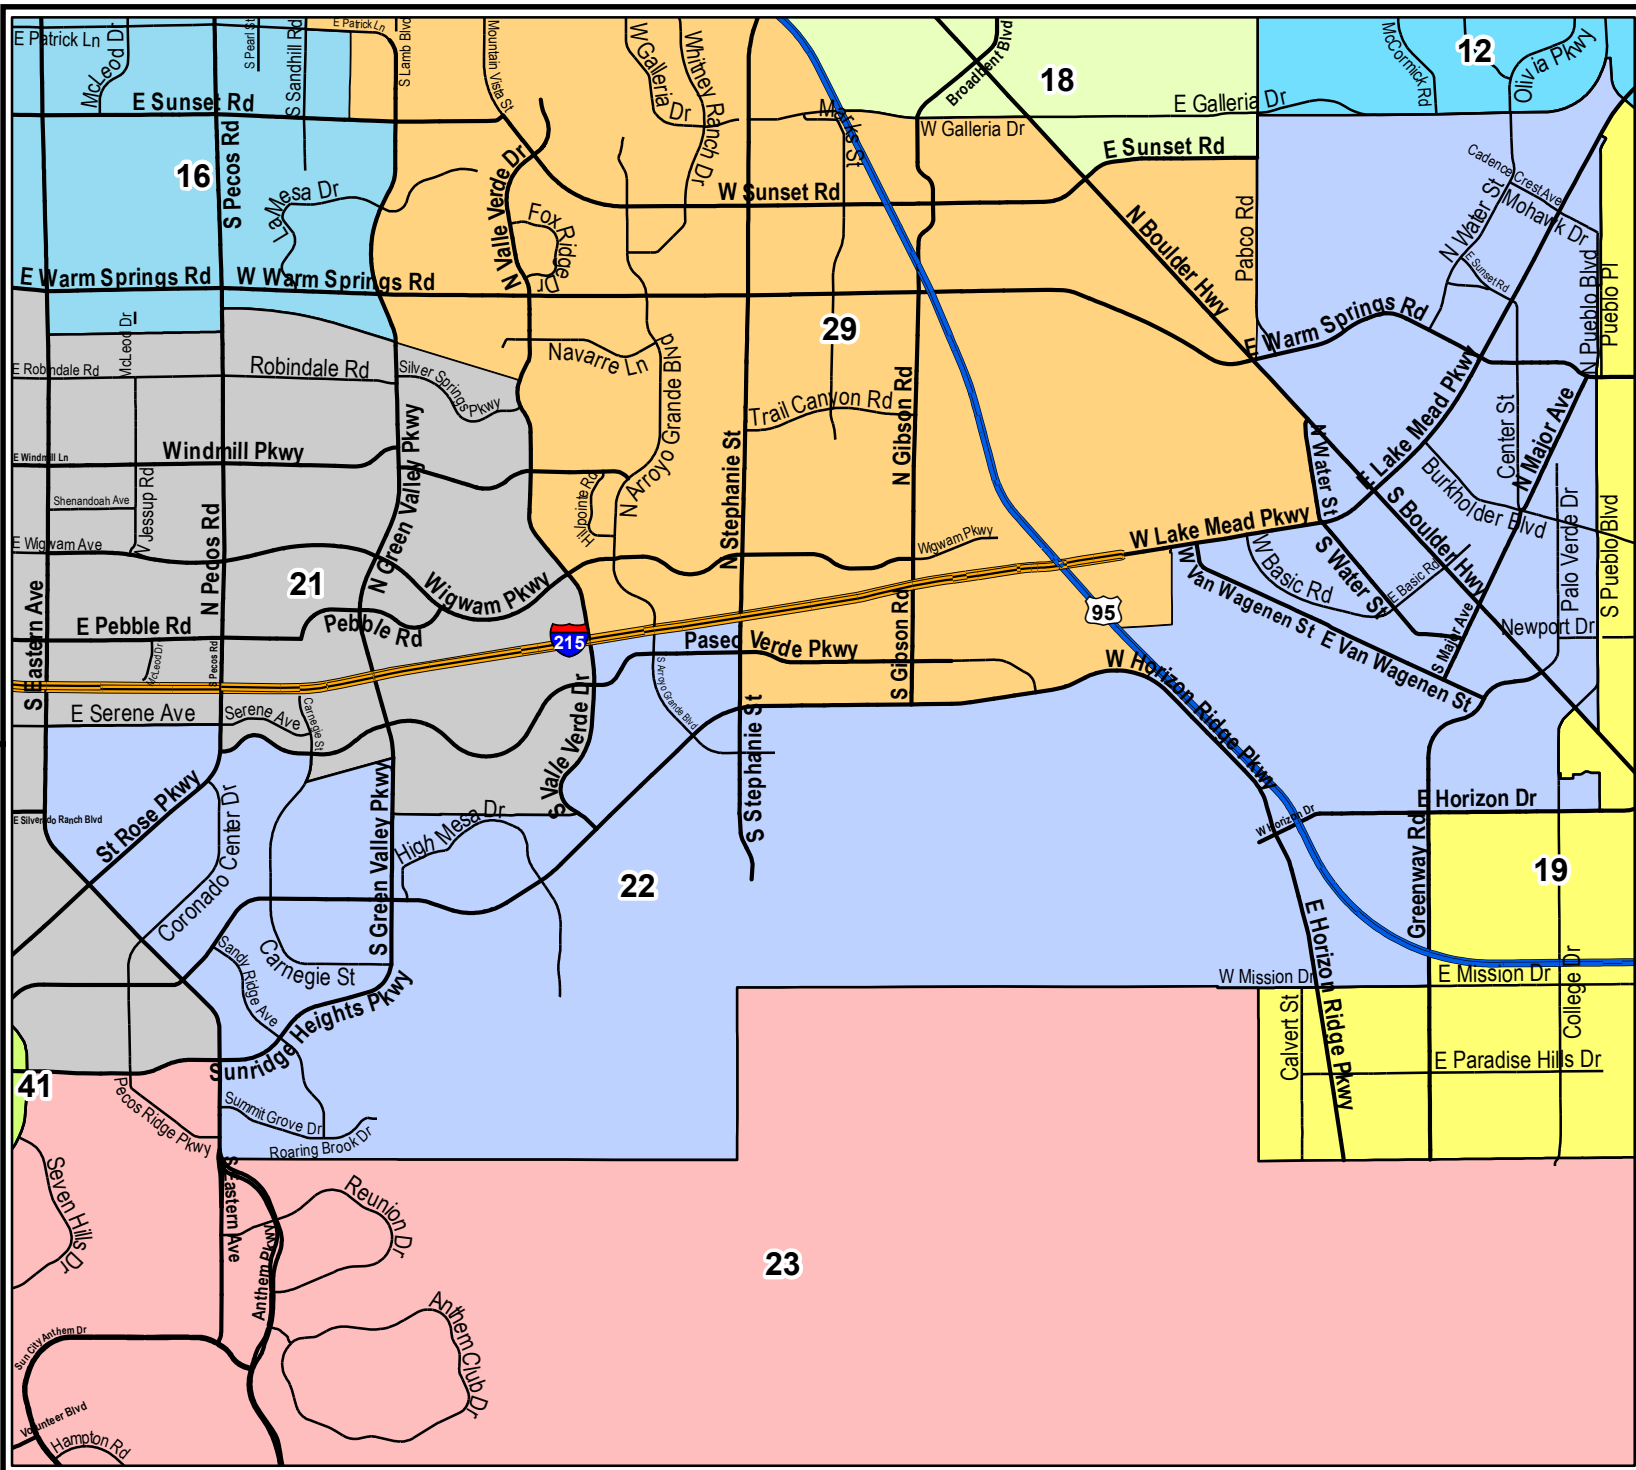 E Patrick Ln
McLeod Dr
S Pearl St
S Sandhill Rd
E Patrick Ln
S Lamb Blvd
Mountain Vista St
W Galleria
Dr
Whitney Ranch Dr
Marks St
Broadbent Blvd
18
E Galleria Dr
McCormick Rd
12
Olivia Pkwy
E Sunset Rd
W Galleria Dr
E Sunset Rd
16
S Pecos Rd
La Mesa Dr
N Valle Verde Dr
Fox Ridge
Dr
W Sunset Rd
N Boulder Hwy
Pabco Rd
Cadence Crest Ave
Mohawk Dr
N Water St
E Sunset Rd
N Pueblo Blvd
Pueblo Pl
E Warm Springs Rd
W Warm Springs Rd
29
E Warm Springs Rd
McLeod Dr
E Robindale Rd
Robindale Rd
Silver Springs
Pkwy
Navarre Ln
N Arroyo Grande Blvd
Trail Canyon Rd
N Gibson Rd
N Stephanie St
E Lake Mead Pkwy
Center St
N Major Ave
E Windmill Ln
Windmill Pkwy
N Green Valley Pkwy
Shenandoah Ave
N Jessup Rd
N Pecos Rd
Hillpointe Rd
N Water St
Burkholder Blvd
S Boulder Hwy
Palo Verde Dr
S Pueblo Blvd
E Wigwam Ave
Wigwam Pkwy
Wigwam Pkwy
W Lake Mead Pkwy
21
S Eastern Ave
E Pebble Rd
Pebble Rd
215
95
W Van Wagenen St
W Basic Rd
S Water St
E Basic Rd
E Van Wagenen St
S Major Ave
Newport Dr
McLeod Dr
S Pecos Rd
Paseo Verde Pkwy
S Gibson Rd
S Arroyo Grande Blvd
W Horizon Ridge Pkwy
E Serene Ave
Serene Ave
Carnegie St
S Valle Verde Dr
S Stephanie St
St Rose Pkwy
E Silverado Ranch Blvd
Coronado Center Dr
S Green Valley Pkwy
High Mesa Dr
22
W Horizon Dr
E Horizon Dr
Greenway Rd
19
Sandy Ridge Ave
Carnegie St
E Horizon Ridge Pkwy
W Mission Dr
E Mission Dr
College Dr
Calvert St
Sunridge Heights Pkwy
E Paradise Hills Dr
41
Pecos Ridge Pkwy
Summit Grove Dr
Roaring Brook Dr
Seven Hills Dr
S Eastern Ave
Anthem Pkwy
Reunion Dr
23
Anthem Club Dr
Sun City Anthem Dr
Volunteer Blvd
Hampton Rd